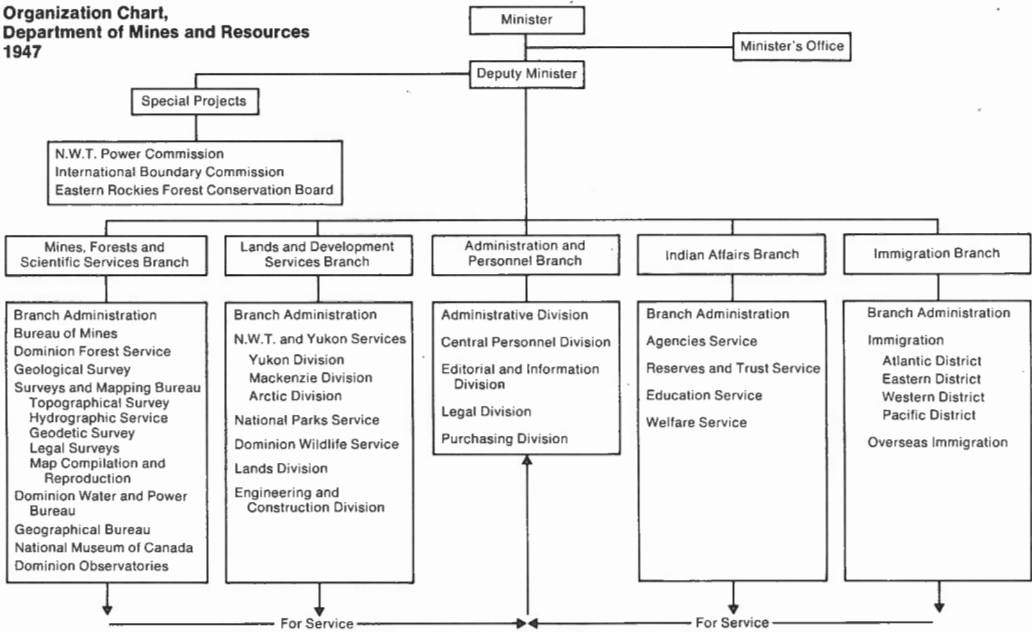 Organization Chart,
Department of Mines and Resources
1947
Minister
Minister's Office
Deputy Minister
Special Projects
N.W.T. Power Commission
International Boundary Commission
Eastern Rockies Forest Conservation Board
Mines, Forests and
Scientific Services Branch
Lands and Development
Services Branch
Administration and
Personnel Branch
Indian Affairs Branch
Immigration Branch
Branch Administration
Bureau of Mines
Dominion Forest Service
Geological Survey
Surveys and Mapping Bureau
Topographical Survey
Hydrographic Service
Geodetic Survey
Legal Surveys
Map Compilation and
Reproduction
Dominion Water and Power
Bureau
Geographical Bureau
National Museum of Canada
Dominion Observatories
Branch Administration
N.W.T. and Yukon Services
Yukon Division
Mackenzie Division
Arctic Division
National Parks Service
Dominion Wildlife Service
Lands Division
Engineering and
Construction Division
Administrative Division
Central Personnel Division
Editorial and Information
Division
Legal Division
Purchasing Division
Branch Administration
Agencies Service
Reserves and Trust Service
Education Service
Welfare Service
Branch Administration
Immigration
Atlantic District
Eastern District
Western District
Pacific District
Overseas Immigration
For Service
For Service